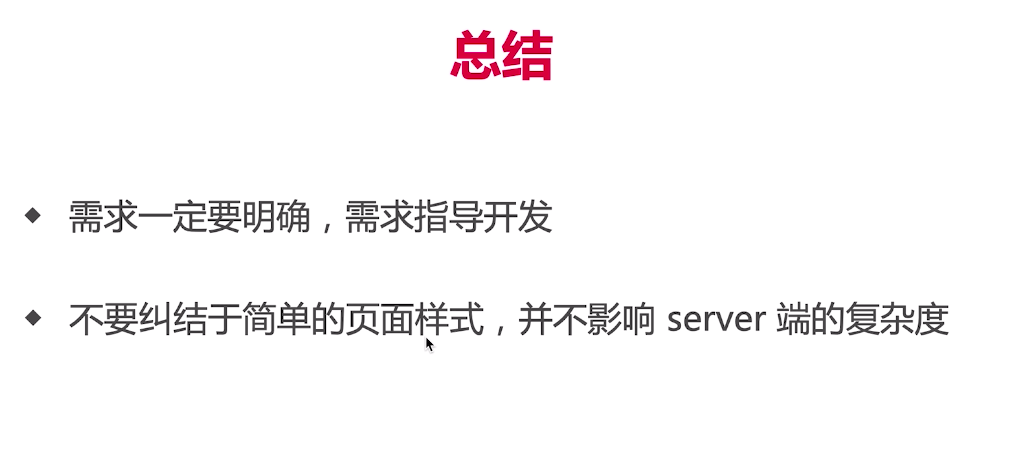 总结
◆ 需求一定要明确，需求指导开发
◆ 不要纠结于简单的页面样式，并不影响 server 端的复杂度